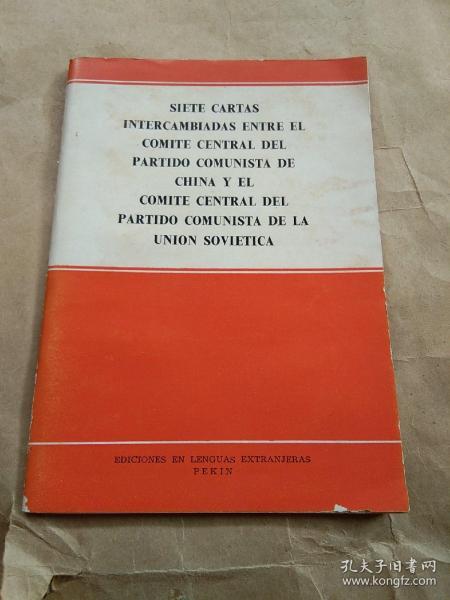 SIETE CARTAS
INTERCAMBIADAS ENTRE EL
COMITE CENTRAL DEL
PARTIDO COMUNISTA DE
CHINA Y EL
COMITE CENTRAL DEL
PARTIDO COMUNISTA DE LA
UNION SOVIETICA
EDICIONES EN LENGUAS EXTRANJERAS
PEKIN
孔夫子旧书网
www.kongfz.com